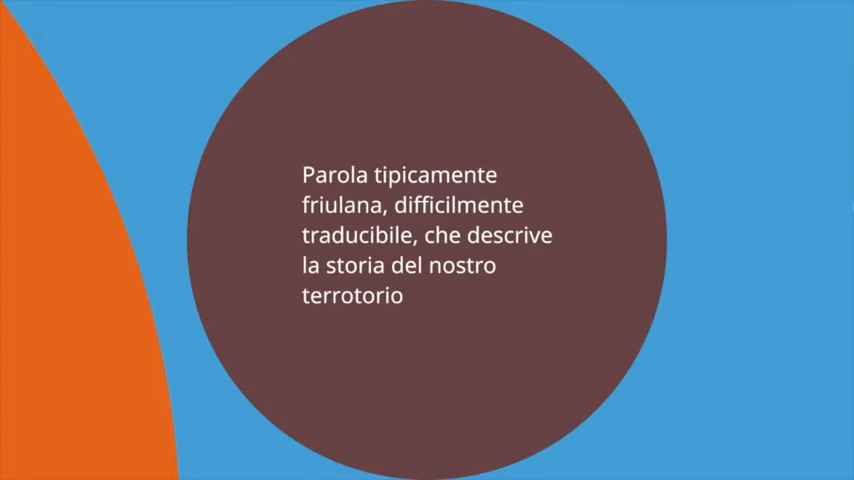 Parola tipicamente
friulana, difficilmente
traducibile, che descrive
la storia del nostro
terrotorio